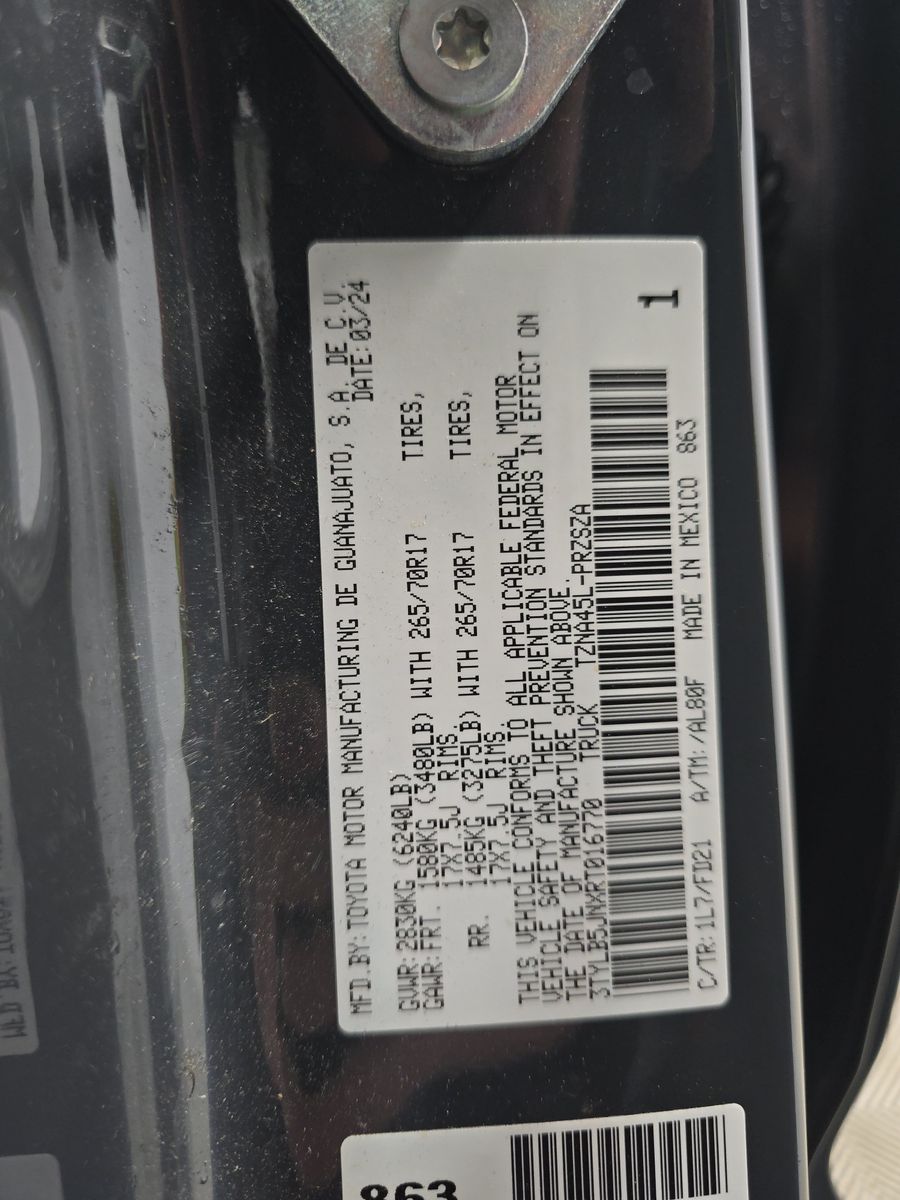 MFD.BY:TOYOTA MOTOR MANUFACTURING DE GUANAJUATO, S.A. DE C.V.
DATE:03/24
GVWR:2830KG (6240LB)
GAWR:FRT. 1580KG (3480LB) WITH 265/70R17 TIRES,
17X7.5J RIMS.
RR. 1485KG (3275LB) WITH 265/70R17 TIRES,
17X7.5J RIMS.
THIS VEHICLE CONFORMS TO ALL APPLICABLE FEDERAL MOTOR
VEHICLE SAFETY AND THEFT PREVENTION STANDARDS IN EFFECT ON
THE DATE OF MANUFACTURE SHOWN ABOVE.
3TYLB5JNXRT016770 TRUCK TZNA45L-PRZSZA
1
C/TR:1L7/FD21 A/TM:/AL80F MADE IN MEXICO 863
863